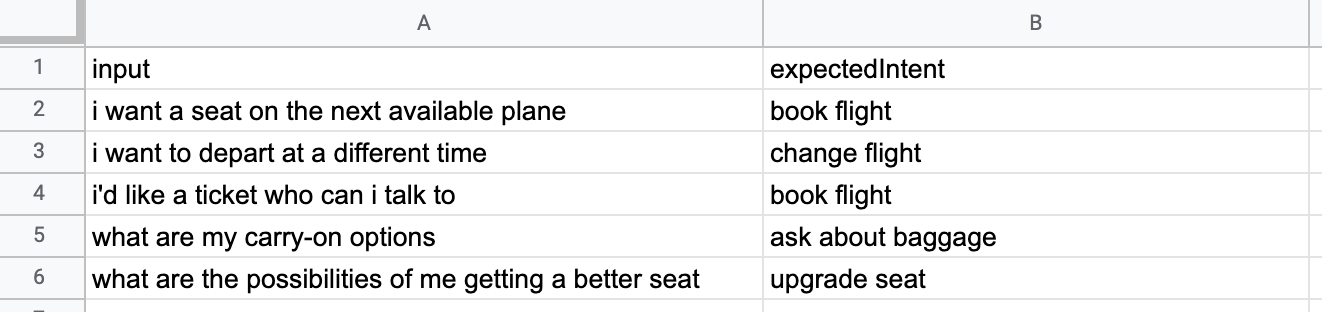 A B
1 input expectedIntent
2 i want a seat on the next available plane book flight
3 i want to depart at a different time change flight
4 i'd like a ticket who can i talk to book flight
5 what are my carry-on options ask about baggage
6 what are the possibilities of me getting a better seat upgrade seat